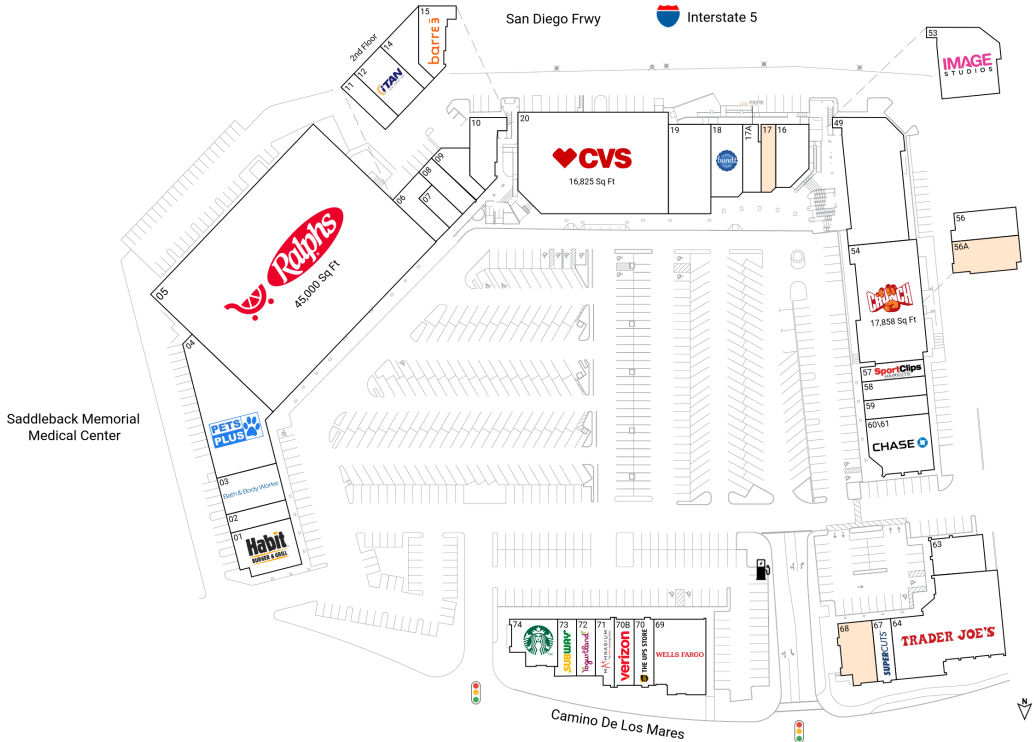 San Diego Frwy
Interstate 5
15
barre3
2nd Floor
14
iTAN
12
11
53
IMAGE
STUDIOS
10
20
CVS
16,825 Sq Ft
19
18
bundt
17A
17
16
49
09
08
07
06
05
Ralphs
45,000 Sq Ft
56
56A
54
CRUNCH
17,858 Sq Ft
57
SportClips
HAIRCUTS
58
59
60\61
CHASE
04
PETS
PLUS
Saddleback Memorial
Medical Center
03
Bath & Body Works
02
01
Habit
BURGER & GRILL
63
64
TRADER JOE'S
67
SUPERCUTS
68
74
73
SUBWAY
72
Yogurtland
71
70B
verizon
70
THE UPS STORE
69
WELLS FARGO
Camino De Los Mares
N